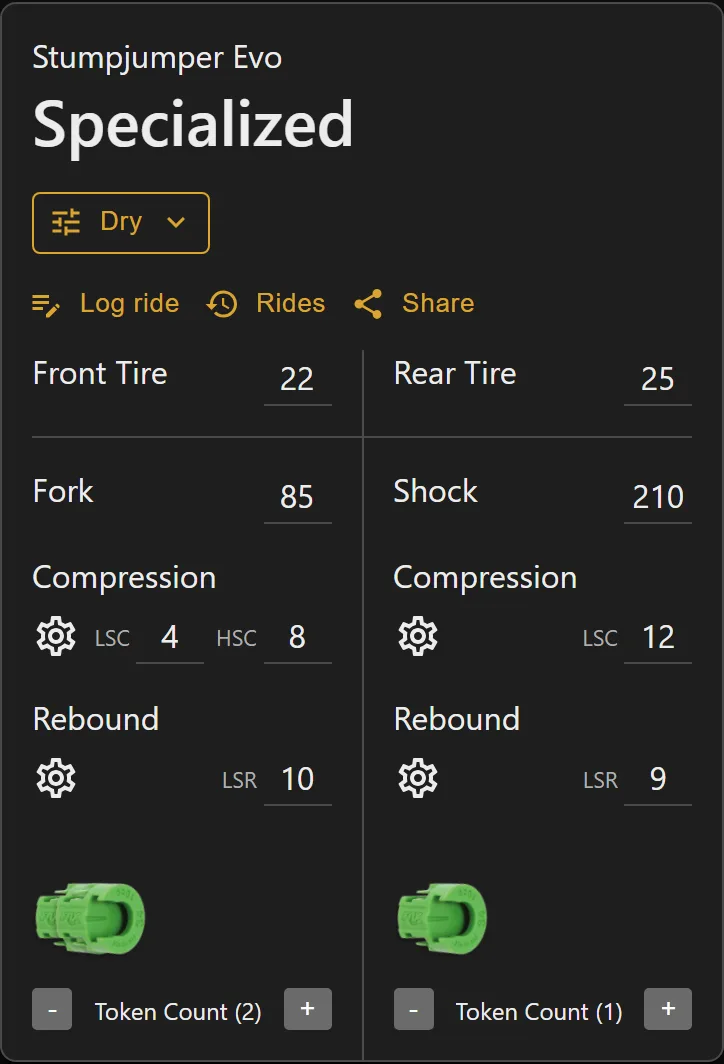 Stumpjumper Evo
Specialized
Dry
Log ride Rides Share
Front Tire 22 Rear Tire 25
Fork 85 Shock 210
Compression Compression
LSC 4 HSC 8 LSC 12
Rebound Rebound
LSR 10 LSR 9
- Token Count (2) + - Token Count (1) +